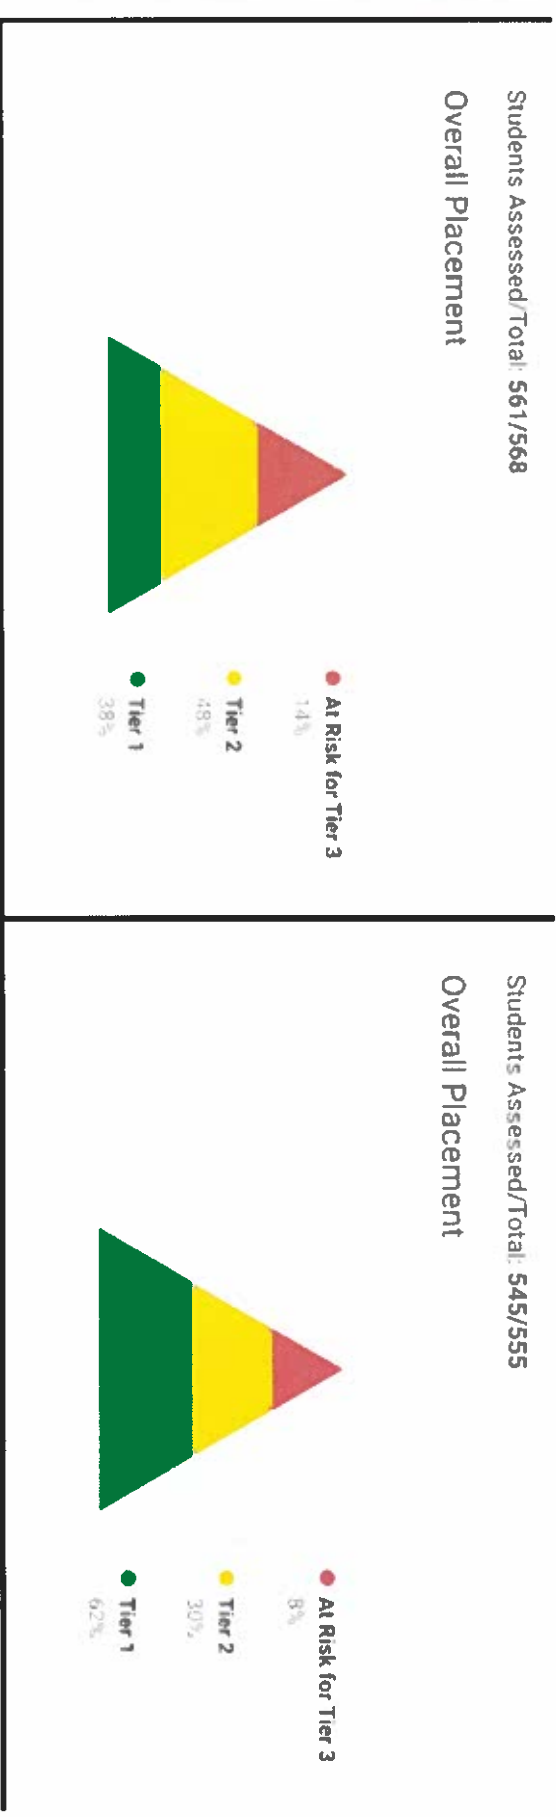 Students Assessed/Total: 561/568
Overall Placement
At Risk for Tier 3
14%
Tier 2
48%
Tier 1
38%
Students Assessed/Total: 545/555
Overall Placement
At Risk for Tier 3
8%
Tier 2
30%
Tier 1
62%